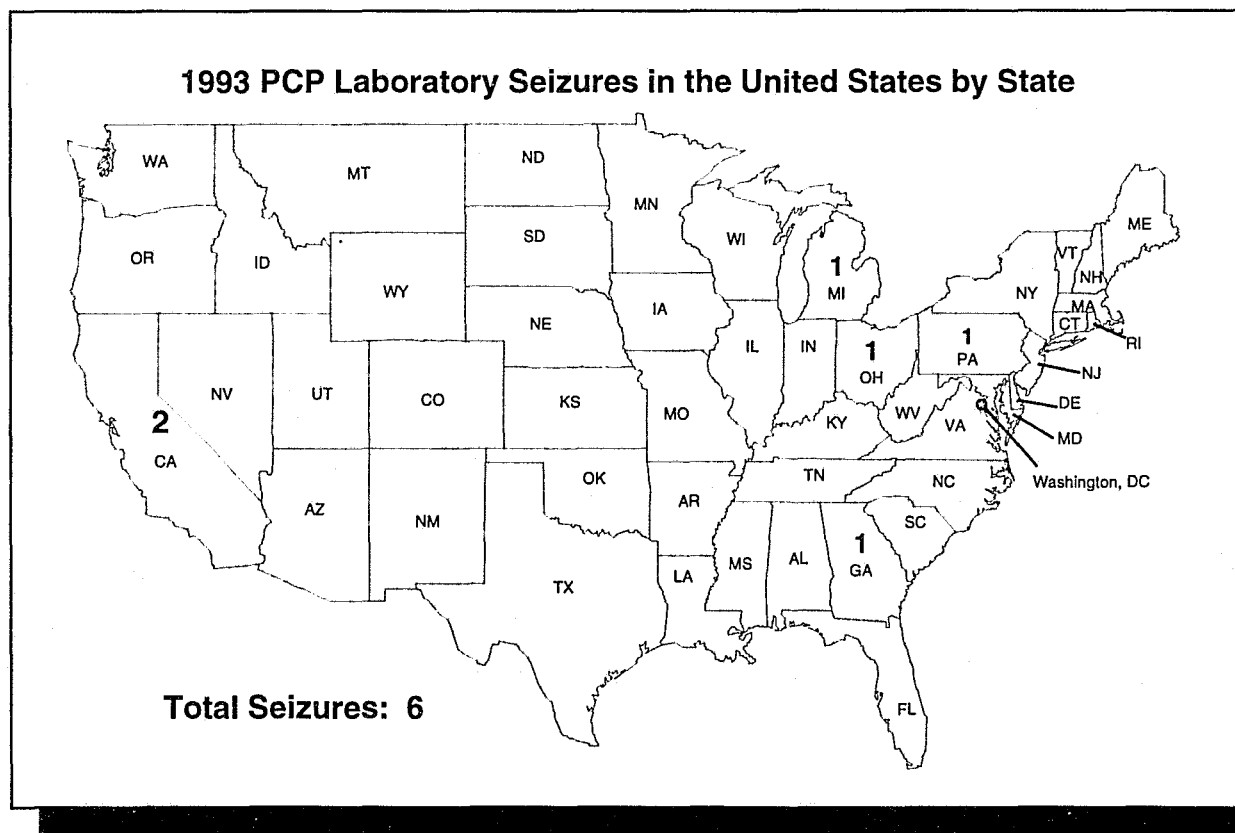 1993 PCP Laboratory Seizures in the United States by State
WA
MT
ND
MN
ME
OR
ID
SD
WI
VT
NH
WY
1
MI
NY
MA
CT
RI
IA
NE
IL
IN
1
OH
1
PA
NJ
NV
UT
CO
KS
MO
WV
VA
DE
MD
2
CA
KY
Washington, DC
AZ
NM
OK
AR
TN
NC
SC
TX
LA
MS
AL
1
GA
FL
Total Seizures: 6